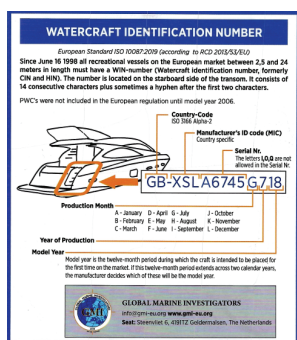 WATERCRAFT IDENTIFICATION NUMBER
European Standard ISO 10087:2019 (according to RCD 2013/53/EU)
Since June 16 1998 all recreational vessels on the European market between 2,5 and 24
meters in length must have a WIN-number (Watercraft identification number, formerly
CIN and HIN). The number is located on the starboard side of the transom. It consists of
14 consecutive characters plus sometimes a hyphen after the first two characters.
PWC's were not included in the European regulation until model year 2006.
Country-Code
ISO 3166 Alpha-2
Manufacturer's ID code (MIC)
Country specific
Serial Nr.
The letters I,O,Q are not
allowed in the Serial Nr.
GB-XSLA6745G718
Production Month
A - January D - April G - July J - October
B - February E - May H - August K - November
C - March F - June I - September L - December
Year of Production
Model Year
Model year is the twelve-month period during which the craft is intended to be placed for
the first time on the market. If this twelve-month period extends across two calendar years,
the manufacturer decides which of these will be the model year.
GMI
GLOBAL MARINE INVESTIGATORS
info@gmi-eu.org www.gmi-eu.org
Seat: Steenvliet 6, 4191TZ Geldermalsen, The Netherlands